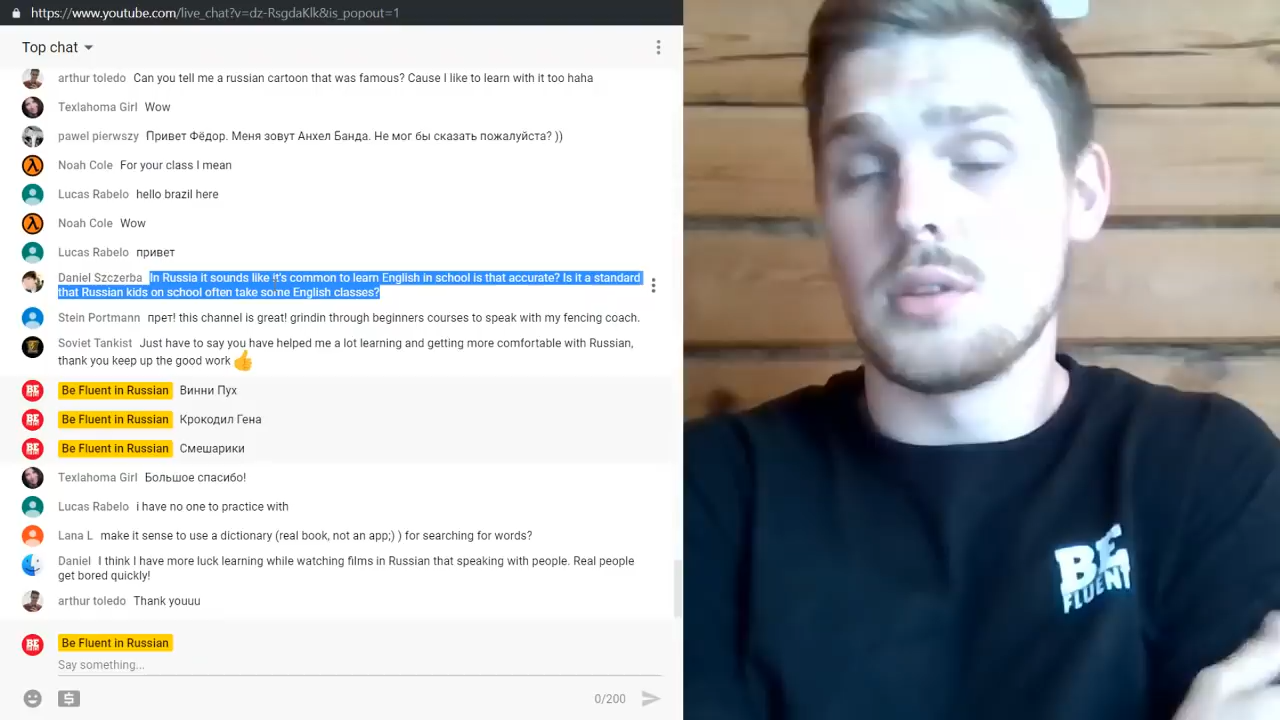 https://www.youtube.com/live_chat?v=dz-RsgdaKlk&is_popout=1
Top chat
arthur toledo Can you tell me a russian cartoon that was famous? Cause I like to learn with it too haha
Texlahoma Girl Wow
pawel pierwszy Привет Фёдор. Меня зовут Анхел Банда. Не мог бы сказать пожалуйста? ))
Noah Cole For your class I mean
Lucas Rabelo hello brazil here
Noah Cole Wow
Lucas Rabelo привет
Daniel Szczerba In Russia it sounds like it's common to learn English in school is that accurate? Is it a standard
that Russian kids on school often take some English classes?
Stein Portmann прет! this channel is great! grindin through beginners courses to speak with my fencing coach.
Soviet Tankist Just have to say you have helped me a lot learning and getting more comfortable with Russian,
thank you keep up the good work
Be Fluent in Russian Винни Пух
Be Fluent in Russian Крокодил Гена
Be Fluent in Russian Смешарики
Texlahoma Girl Большое спасибо!
Lucas Rabelo i have no one to practice with
Lana L make it sense to use a dictionary (real book, not an app;) ) for searching for words?
Daniel I think I have more luck learning while watching films in Russian that speaking with people. Real people
get bored quickly!
arthur toledo Thank youuu
Be Fluent in Russian
Say something...
0/200
BE
FLUENT